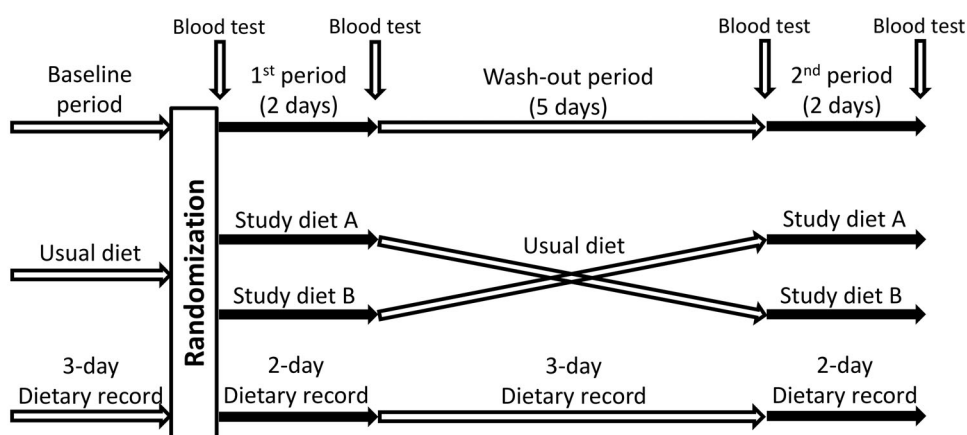 Blood test
Blood test
Blood test
Blood test
Baseline
period
1st period
(2 days)
Wash-out period
(5 days)
2nd period
(2 days)
Randomization
Usual diet
Study diet A
Study diet B
Usual diet
Study diet A
Study diet B
3-day
Dietary record
2-day
Dietary record
3-day
Dietary record
2-day
Dietary record